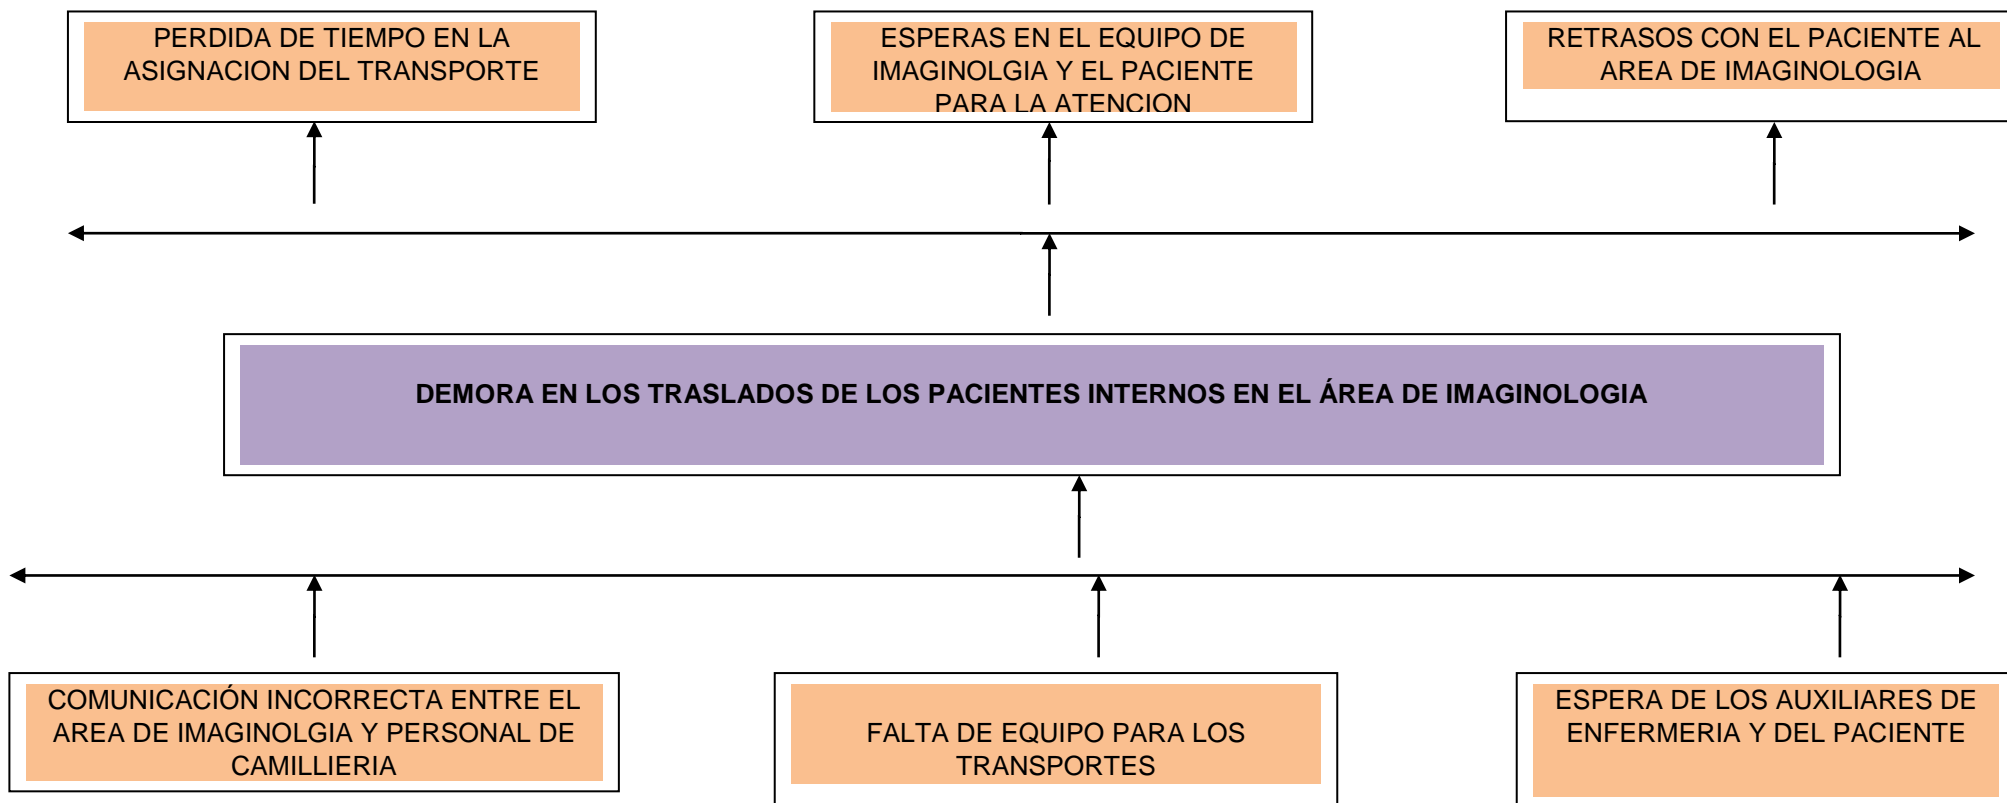 PERDIDA DE TIEMPO EN LA
ASIGNACION DEL TRANSPORTE
ESPERAS EN EL EQUIPO DE
IMAGINOLGIA Y EL PACIENTE
PARA LA ATENCION
RETRASOS CON EL PACIENTE AL
AREA DE IMAGINOLOGIA
DEMORA EN LOS TRASLADOS DE LOS PACIENTES INTERNOS EN EL ÁREA DE IMAGINOLOGIA
COMUNICACIÓN INCORRECTA ENTRE EL
AREA DE IMAGINOLGIA Y PERSONAL DE
CAMILLIERIA
FALTA DE EQUIPO PARA LOS
TRANSPORTES
ESPERA DE LOS AUXILIARES DE
ENFERMERIA Y DEL PACIENTE